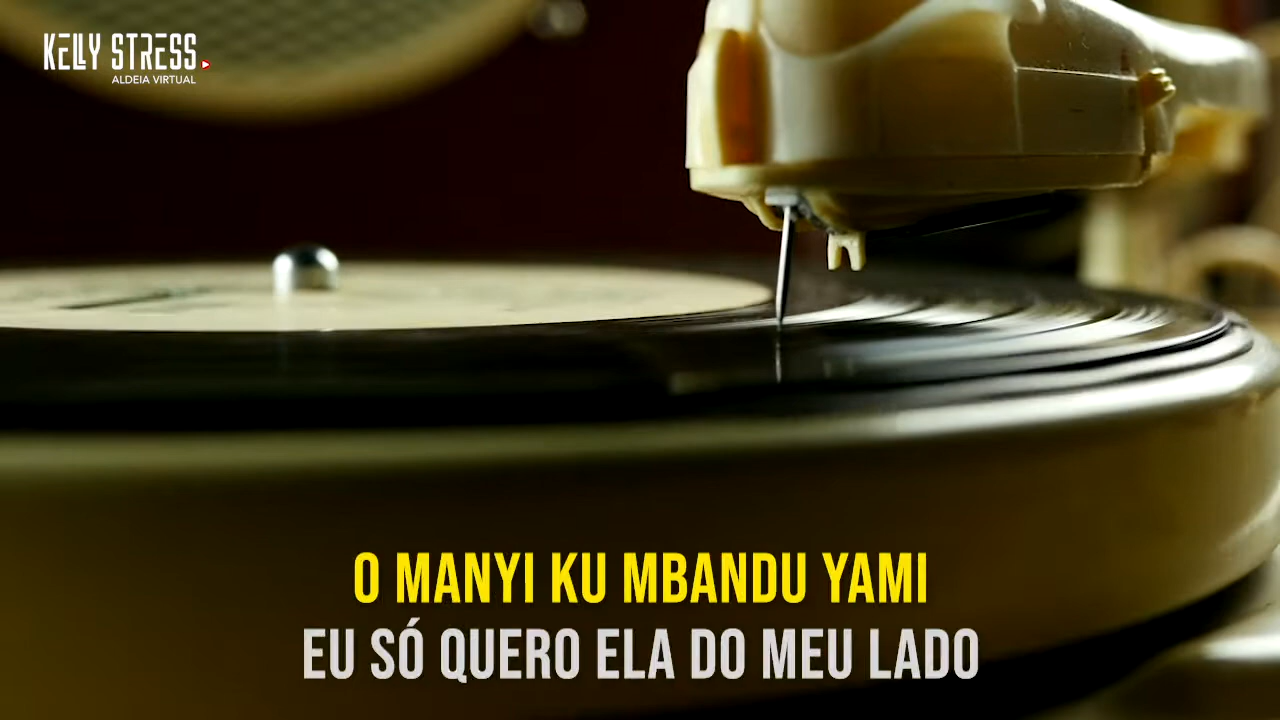 KELLY STRESS
ALDEIA VIRTUAL
O MANYI KU MBANDU YAMI
EU SÓ QUERO ELA DO MEU LADO